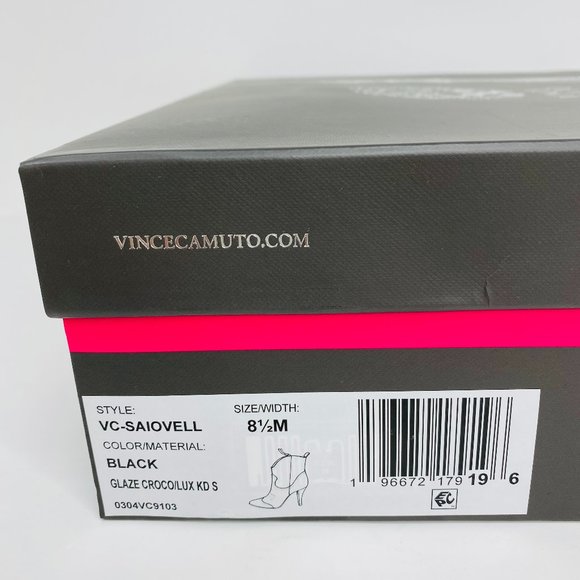 VINCECAMUTO.COM
STYLE:
VC-SAIOVELL
SIZE/WIDTH:
8½M
COLOR/MATERIAL:
BLACK
GLAZE CROCO/LUX KD S
0304VC9103
1 96672 17919 6
EPC